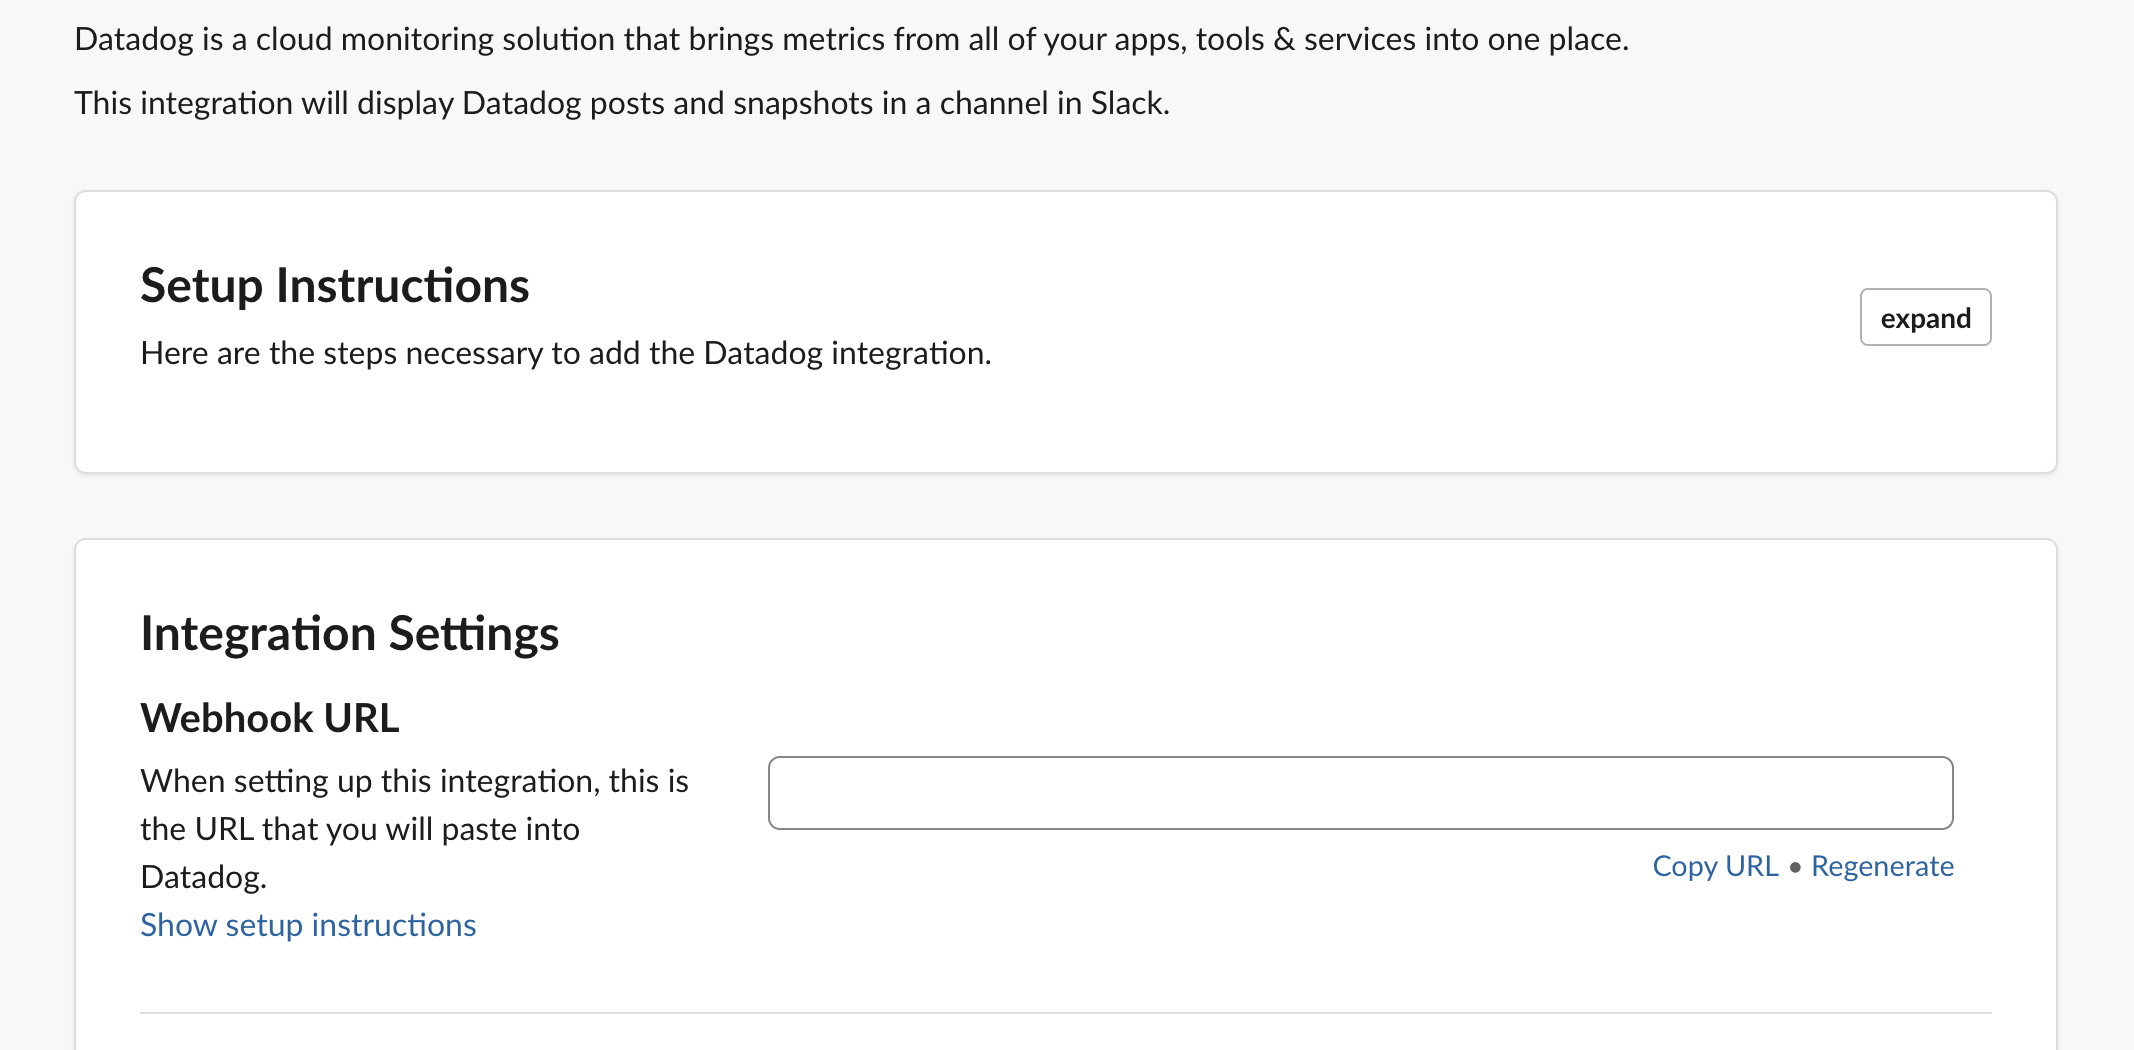 Datadog is a cloud monitoring solution that brings metrics from all of your apps, tools & services into one place.
This integration will display Datadog posts and snapshots in a channel in Slack.
Setup Instructions
Here are the steps necessary to add the Datadog integration.
expand
Integration Settings
Webhook URL
When setting up this integration, this is
the URL that you will paste into
Datadog.
Show setup instructions
Copy URL • Regenerate